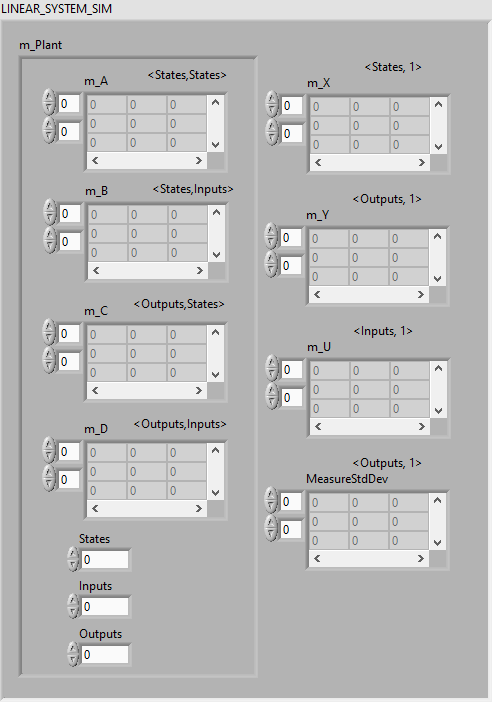 LINEAR_SYSTEM_SIM
m_Plant
m_A <States,States>
0
0
0 0 0
0 0 0
0 0 0
m_B <States,Inputs>
0
0
0 0 0
0 0 0
0 0 0
m_C <Outputs,States>
0
0
0 0 0
0 0 0
0 0 0
m_D <Outputs,Inputs>
0
0
0 0 0
0 0 0
0 0 0
States
0
Inputs
0
Outputs
0
<States, 1>
m_X
0
0
0 0 0
0 0 0
0 0 0
<Outputs, 1>
m_Y
0
0
0 0 0
0 0 0
0 0 0
<Inputs, 1>
m_U
0
0
0 0 0
0 0 0
0 0 0
<Outputs, 1>
MeasureStdDev
0
0
0 0 0
0 0 0
0 0 0